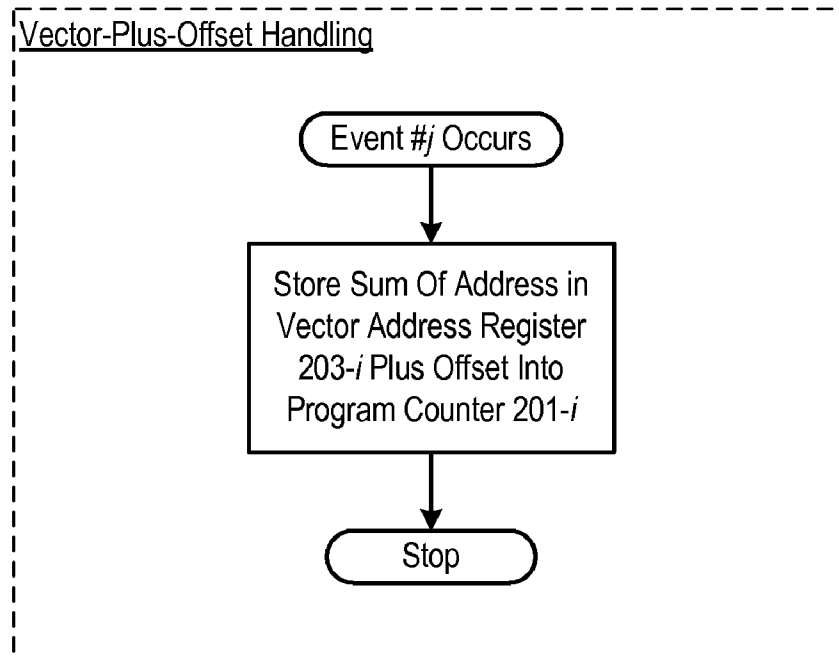 Vector-Plus-Offset Handling
Event #j Occurs
Store Sum Of Address in
Vector Address Register
203-i Plus Offset Into
Program Counter 201-i
Stop